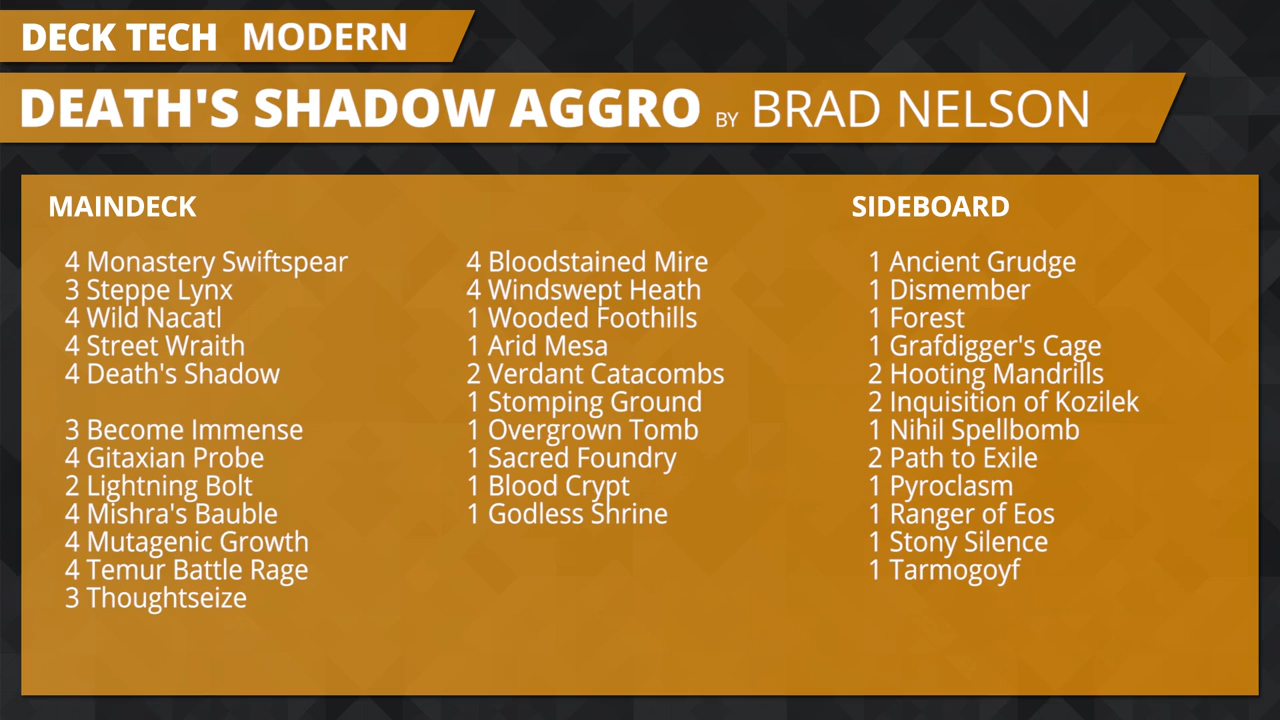 DECK TECH MODERN
DEATH'S SHADOW AGGRO BY BRAD NELSON
MAINDECK
4 Monastery Swiftspear
3 Steppe Lynx
4 Wild Nacatl
4 Street Wraith
4 Death's Shadow
3 Become Immense
4 Gitaxian Probe
2 Lightning Bolt
4 Mishra's Bauble
4 Mutagenic Growth
4 Temur Battle Rage
3 Thoughtseize
4 Bloodstained Mire
4 Windswept Heath
1 Wooded Foothills
1 Arid Mesa
2 Verdant Catacombs
1 Stomping Ground
1 Overgrown Tomb
1 Sacred Foundry
1 Blood Crypt
1 Godless Shrine
SIDEBOARD
1 Ancient Grudge
1 Dismember
1 Forest
1 Grafdigger's Cage
2 Hooting Mandrills
2 Inquisition of Kozilek
1 Nihil Spellbomb
2 Path to Exile
1 Pyroclasm
1 Ranger of Eos
1 Stony Silence
1 Tarmogoyf